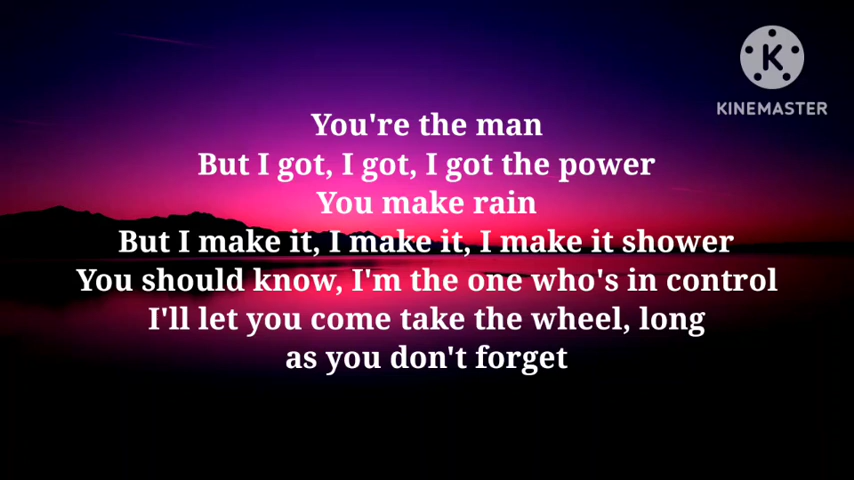 K
KINEMASTER
You're the man
But I got, I got, I got the power
You make rain
But I make it, I make it, I make it shower
You should know, I'm the one who's in control
I'll let you come take the wheel, long
as you don't forget